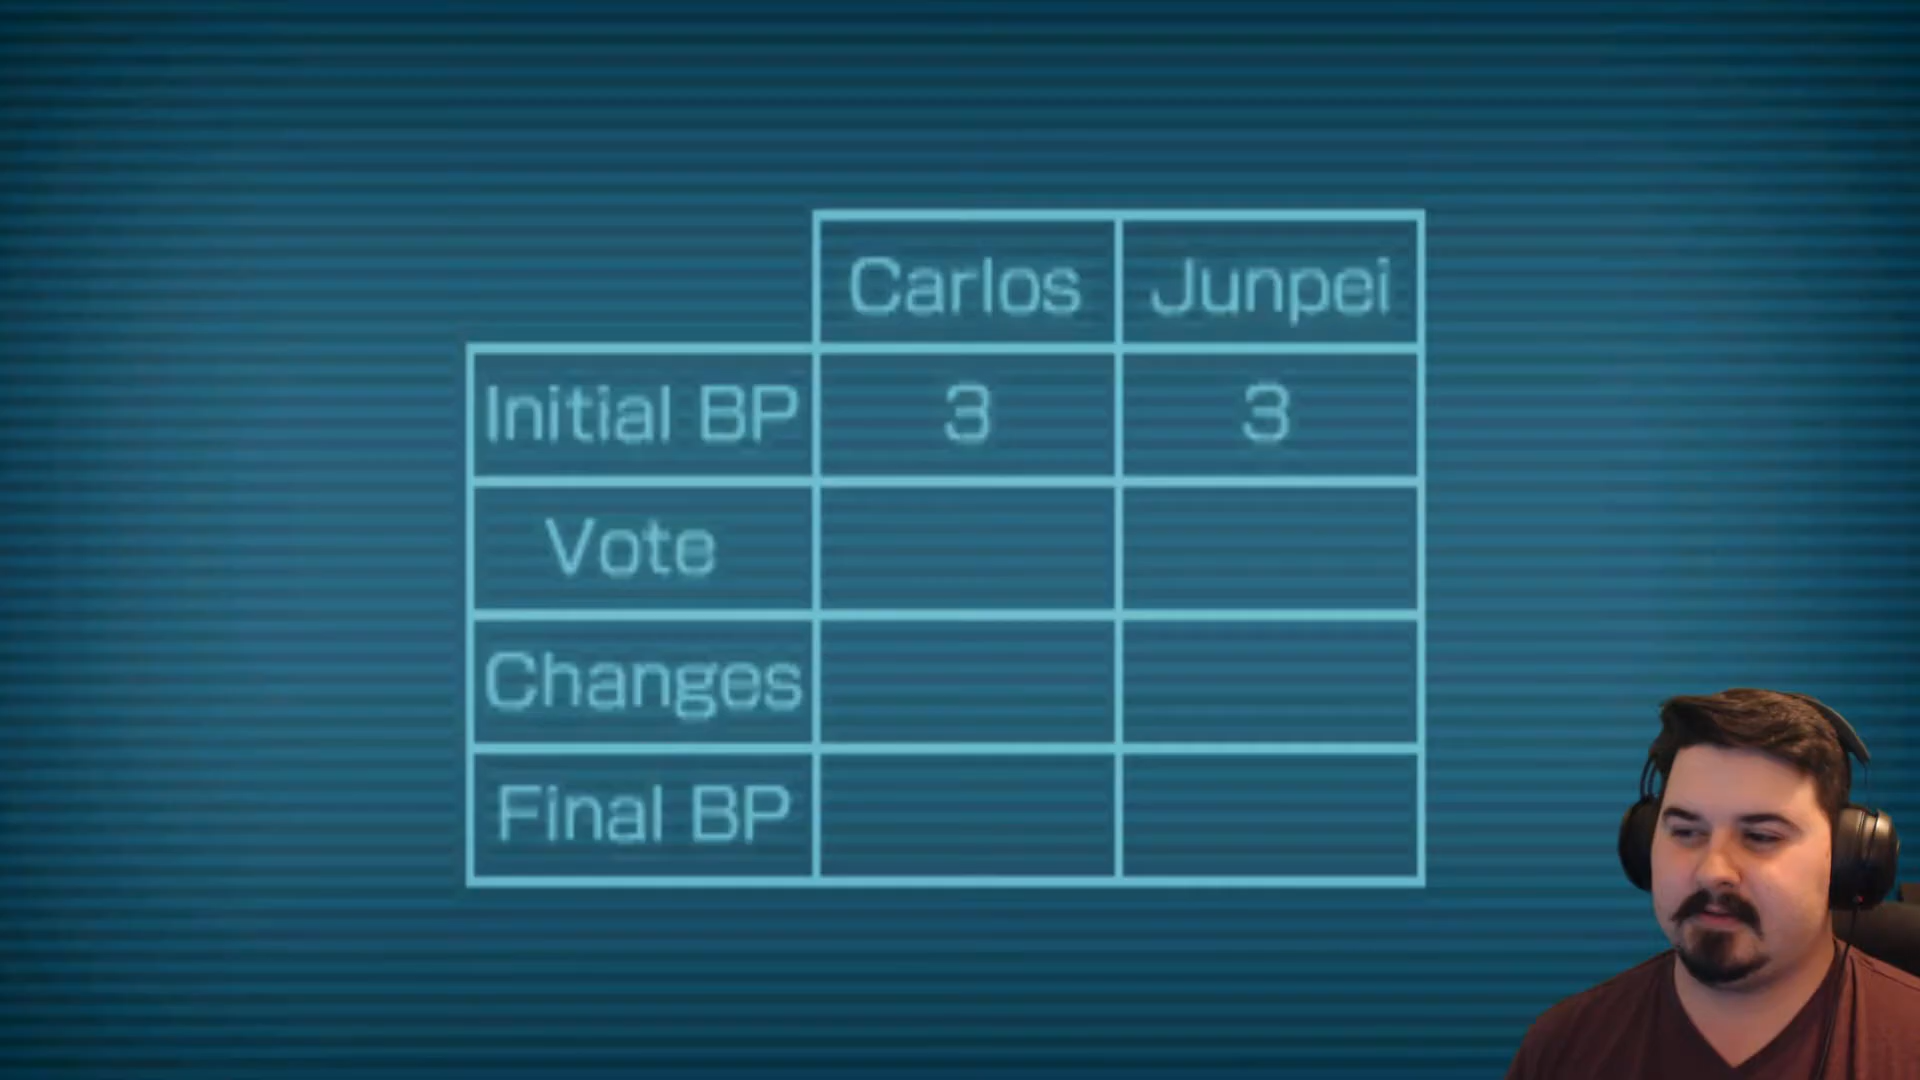 Carlos Junpei
Initial BP 3 3
Vote
Changes
Final BP